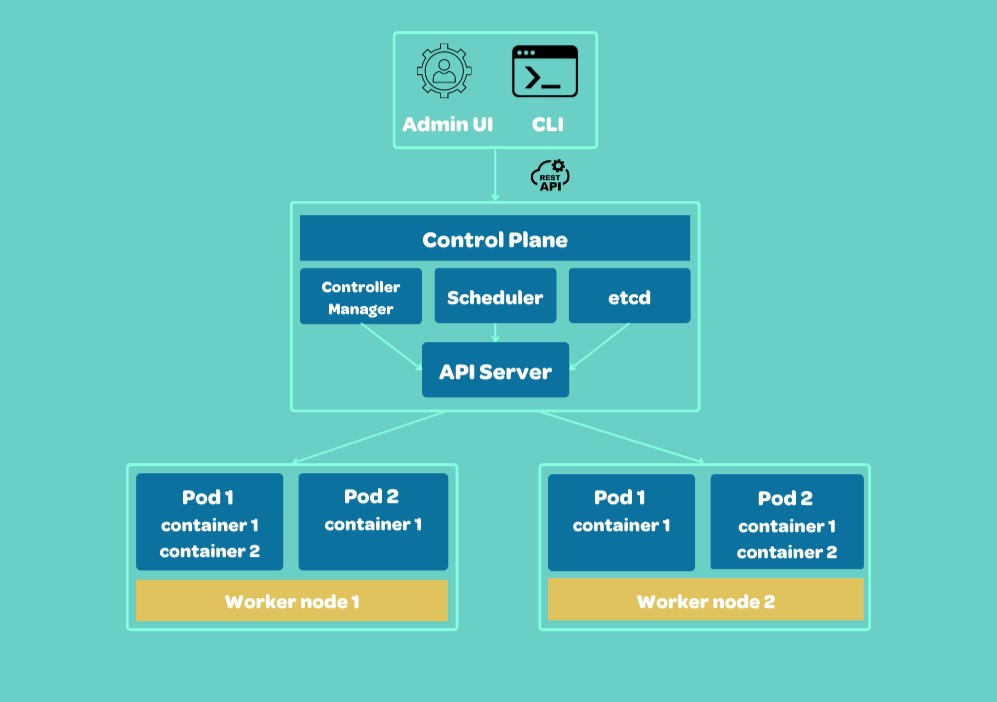 Admin UI
CLI
REST
API
Control Plane
Controller
Manager
Scheduler
etcd
API Server
Pod 1
container 1
container 2
Pod 2
container 1
Worker node 1
Pod 1
container 1
Pod 2
container 1
container 2
Worker node 2